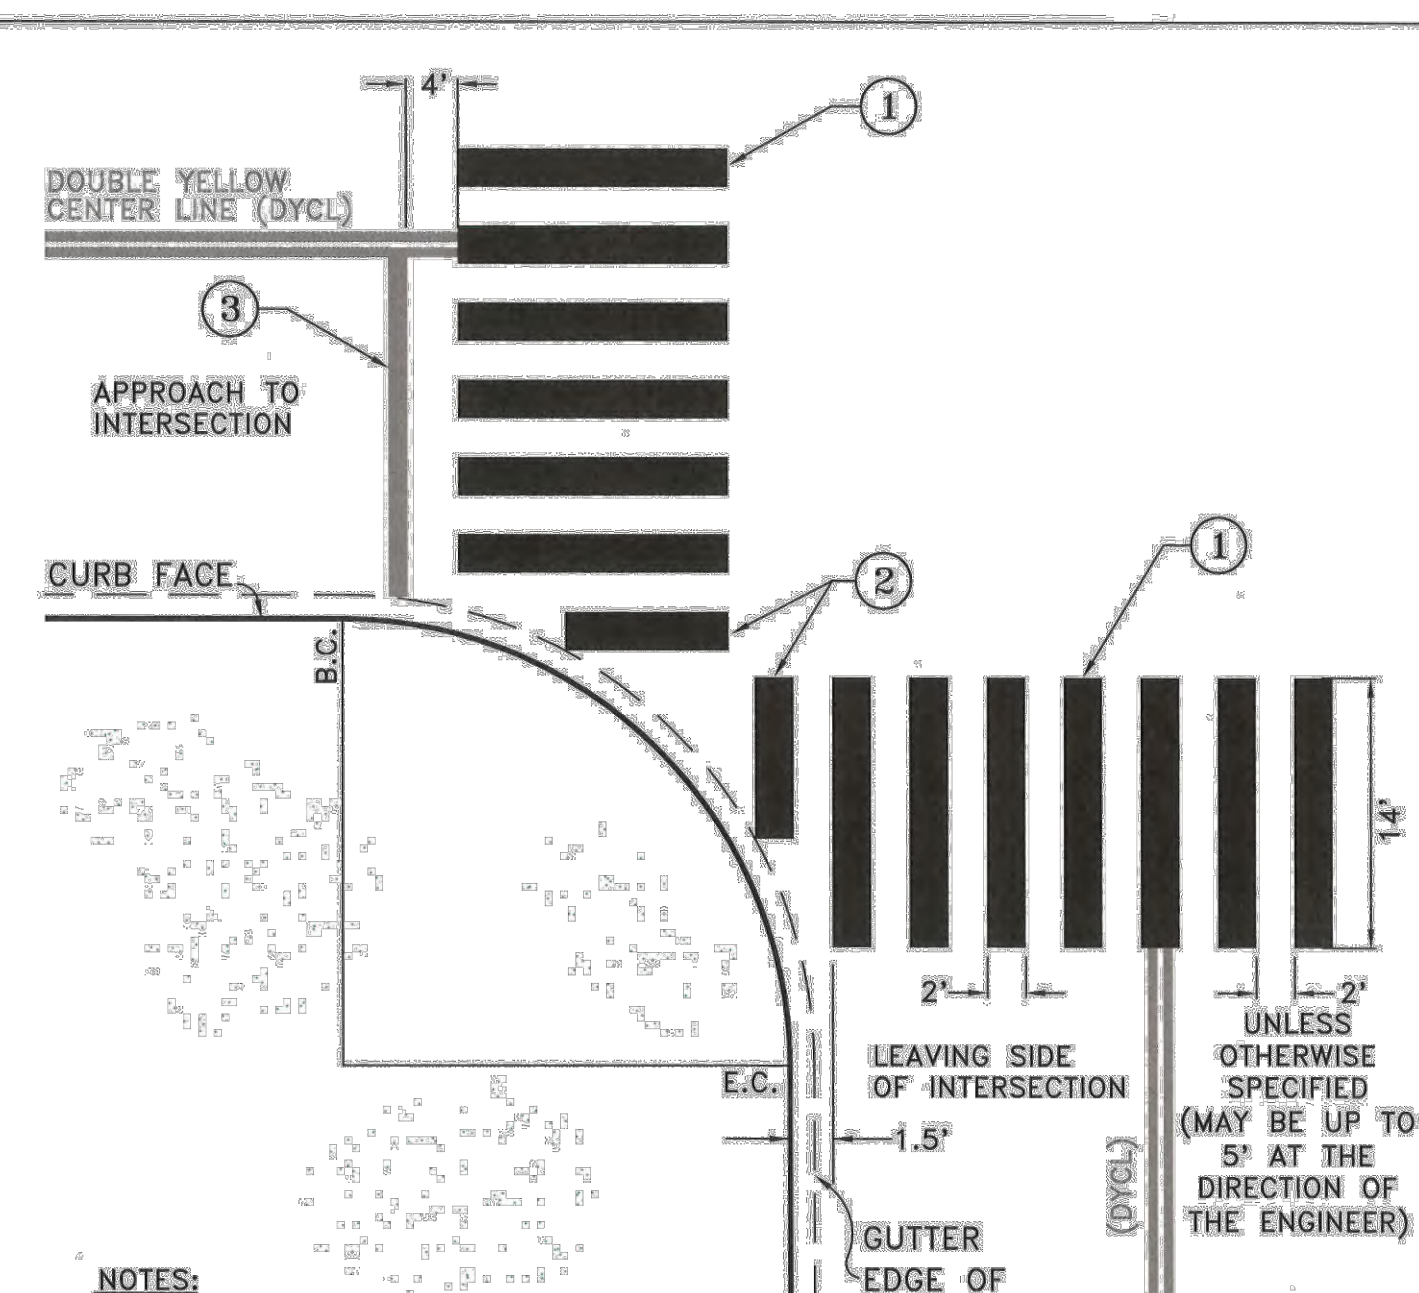 4'
1
DOUBLE YELLOW
CENTER LINE (DYCL)
3
APPROACH TO
INTERSECTION
1
CURB FACE
2
B.C.
14'
2'
2'
UNLESS
OTHERWISE
SPECIFIED
(MAY BE UP TO
5' AT THE
DIRECTION OF
THE ENGINEER)
LEAVING SIDE
OF INTERSECTION
E.C.
1.5'
(DYCL)
GUTTER
EDGE OF
NOTES: